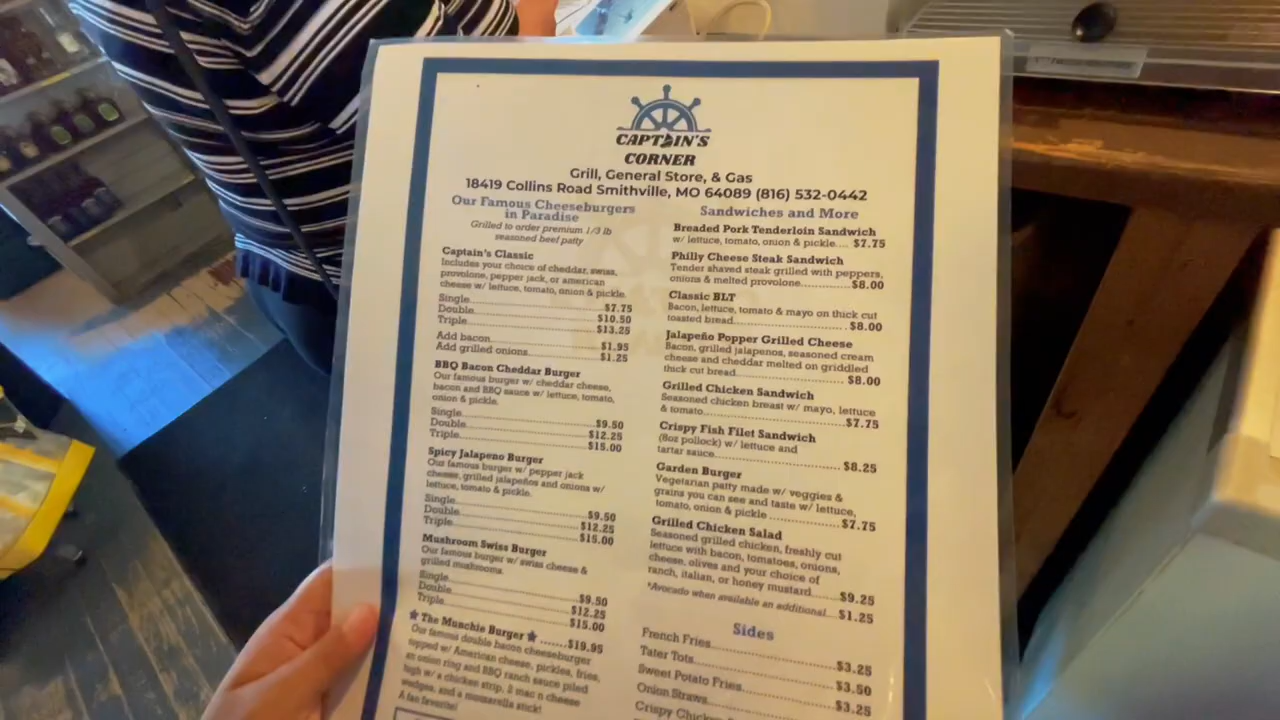 CAPTAIN'S
CORNER
Grill, General Store, & Gas
18419 Collins Road Smithville, MO 64089 (816) 532-0442
Our Famous Cheeseburgers
in Paradise
Grilled to order premium 1/3 lb
seasoned beef patty
Captain's Classic
Includes your choice of cheddar, swiss,
provolone, pepper jack, or american
cheese w/ lettuce, tomato, onion & pickle.
Single......$7.75
Double......$10.50
Triple......$13.25
Add bacon......$1.95
Add grilled onions......$1.25
BBQ Bacon Cheddar Burger
Our famous burger w/ cheddar cheese,
bacon and BBQ sauce w/ lettuce, tomato,
onion & pickle.
Single......$9.50
Double......$12.25
Triple......$15.00
Spicy Jalapeno Burger
Our famous burger w/ pepper jack
cheese, grilled jalapeños and onions w/
lettuce, tomato & pickle.
Single......$9.50
Double......$12.25
Triple......$15.00
Mushroom Swiss Burger
Our famous burger w/ swiss cheese &
grilled mushrooms.
Single......$9.50
Double......$12.25
Triple......$15.00
★ The Munchie Burger ★ ......$19.95
Our famous double bacon cheeseburger
topped w/ American cheese, pickles, fries,
an onion ring and BBQ ranch sauce piled
high w/ a chicken strip, 2 mac n cheese
wedges, and a mozzarella stick!
A fan favorite!
Sandwiches and More
Breaded Pork Tenderloin Sandwich
w/ lettuce, tomato, onion & pickle.... $7.75
Philly Cheese Steak Sandwich
Tender shaved steak grilled with peppers,
onions & melted provolone......$8.00
Classic BLT
Bacon, lettuce, tomato & mayo on thick cut
toasted bread......$8.00
Jalapeño Popper Grilled Cheese
Bacon, grilled jalapenos, seasoned cream
cheese and cheddar melted on griddled
thick cut bread......$8.00
Grilled Chicken Sandwich
Seasoned chicken breast w/ mayo, lettuce
& tomato......$7.75
Crispy Fish Filet Sandwich
(8oz pollock) w/ lettuce and
tartar sauce......$8.25
Garden Burger
Vegetarian patty made w/ veggies &
grains you can see and taste w/ lettuce,
tomato, onion & pickle......$7.75
Grilled Chicken Salad
Seasoned grilled chicken, freshly cut
lettuce with bacon, tomatoes, onions,
cheese, olives and your choice of
ranch, italian, or honey mustard......$9.25
*Avocado when available an additional...$1.25
Sides
French Fries......$3.25
Tater Tots......$3.50
Sweet Potato Fries......$3.25
Onion Straws
Crispy Chicken